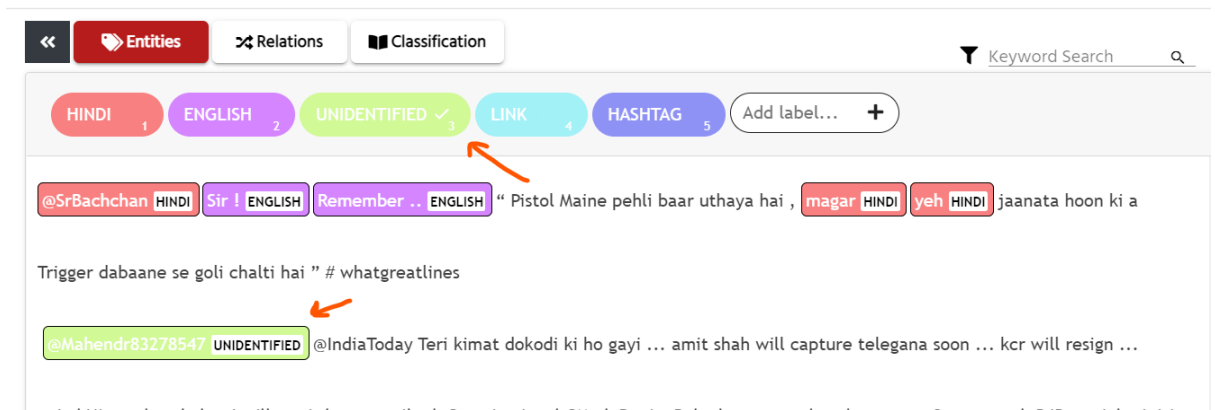 Entities Relations Classification
Keyword Search
HINDI 1 ENGLISH 2 UNIDENTIFIED 3 LINK 4 HASHTAG 5 Add label... +
@SrBachchan HINDI Sir ! ENGLISH Remember .. ENGLISH “ Pistol Maine pehli baar uthaya hai , magar HINDI yeh HINDI jaanata hoon ki a
Trigger dabaane se goli chalti hai ” # whatgreatlines
@Mahendr83278547 UNIDENTIFIED @IndiaToday Teri kimat dokodi ki ho gayi ... amit shah will capture telegana soon ... kcr will resign ...